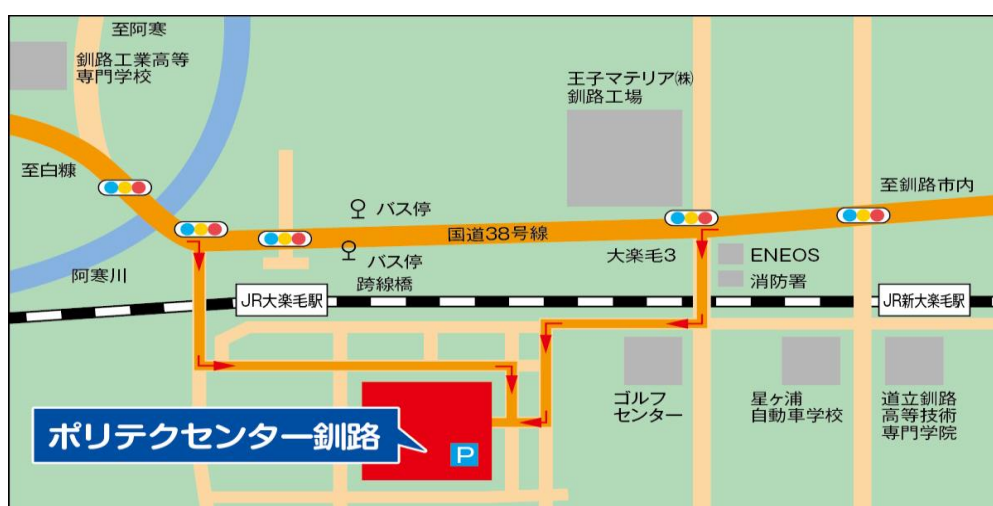 至阿寒
釧路工業高等
専門学校
王子マテリア㈱
釧路工場
至白糠
至釧路市内
バス停
国道38号線
バス停
大楽毛3
ENEOS
阿寒川
跨線橋
消防署
JR大楽毛駅
JR新大楽毛駅
ゴルフ
センター
星ヶ浦
自動車学校
道立釧路
高等技術
専門学院
ポリテクセンター釧路
P